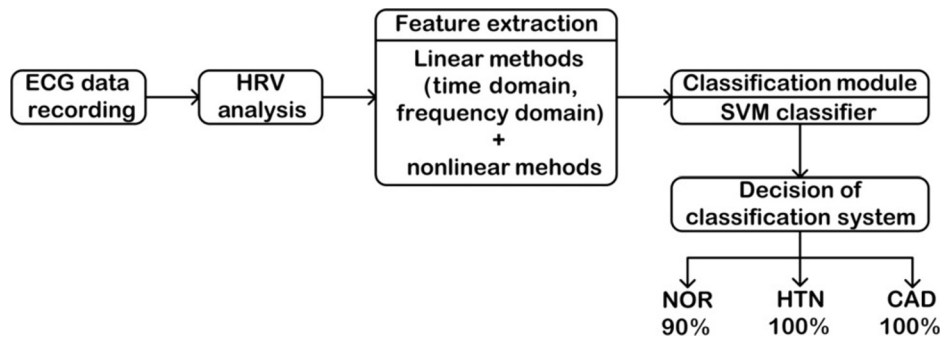 ECG data
recording
HRV
analysis
Feature extraction
Linear methods
(time domain,
frequency domain)
+
nonlinear mehods
Classification module
SVM classifier
Decision of
classification system
NOR
90%
HTN
100%
CAD
100%